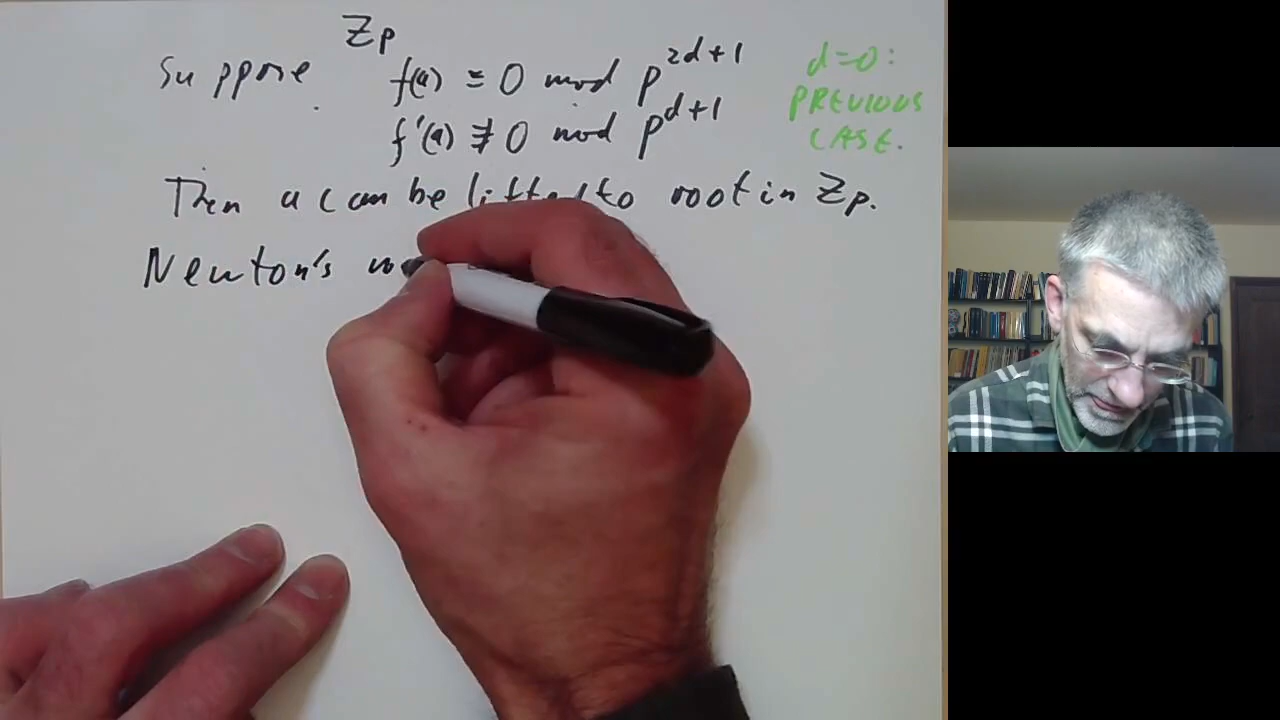 Zp
Suppose f(a) ≡ 0 mod p^{2d+1}
f'(a) ≢ 0 mod p^{d+1}
d=0:
PREVIOUS
CASE.
Then a can be lifted to root in Zp.
Newton's